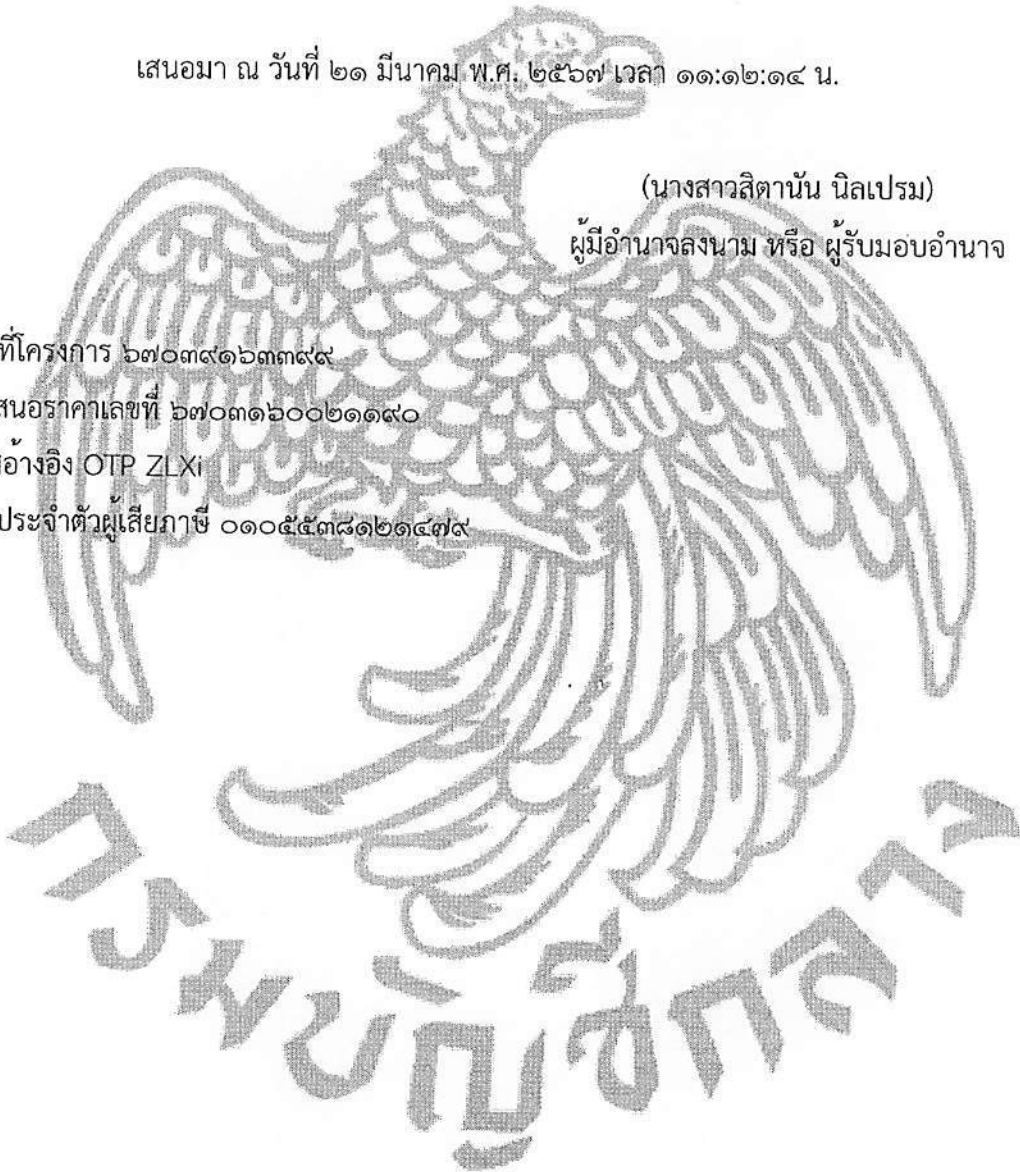 เสนอมา ณ วันที่ ๒๑ มีนาคม พ.ศ. ๒๕๖๗ เวลา ๑๑:๑๒:๑๔ น.
(นางสาวสิตานัน นิลเปรม)
ผู้มีอำนาจลงนาม หรือ ผู้รับมอบอำนาจ
ที่โครงการ ๖๗๐๓๙๑๖๓๓๙๙
สนอราคาเลขที่ ๖๗๐๓๑๖๐๐๒๑๑๙๐
อ้างอิง OTP ZLXi
ประจำตัวผู้เสียภาษี ๐๑๐๕๕๓๘๑๒๑๔๗๙
กรมบัญชีกลาง